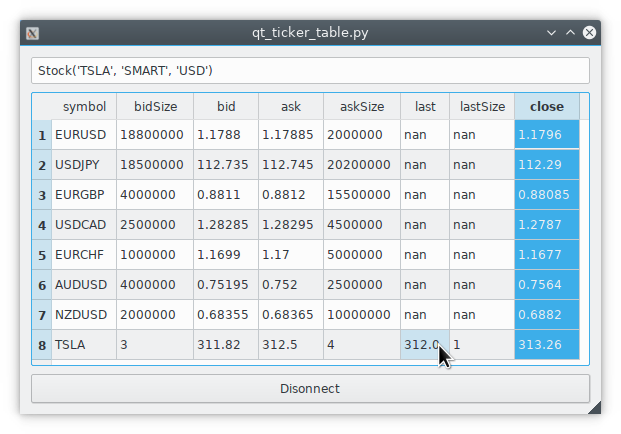 qt_ticker_table.py
Stock('TSLA', 'SMART', 'USD')
symbol bidSize bid ask askSize last lastSize close
1 EURUSD 18800000 1.1788 1.17885 2000000 nan nan 1.1796
2 USDJPY 18500000 112.735 112.745 20200000 nan nan 112.29
3 EURGBP 4000000 0.8811 0.8812 15500000 nan nan 0.88085
4 USDCAD 2500000 1.28285 1.28295 4500000 nan nan 1.2787
5 EURCHF 1000000 1.1699 1.17 5000000 nan nan 1.1677
6 AUDUSD 4000000 0.75195 0.752 2500000 nan nan 0.7564
7 NZDUSD 2000000 0.68355 0.68365 10000000 nan nan 0.6882
8 TSLA 3 311.82 312.5 4 312.0 1 313.26
Disconnect